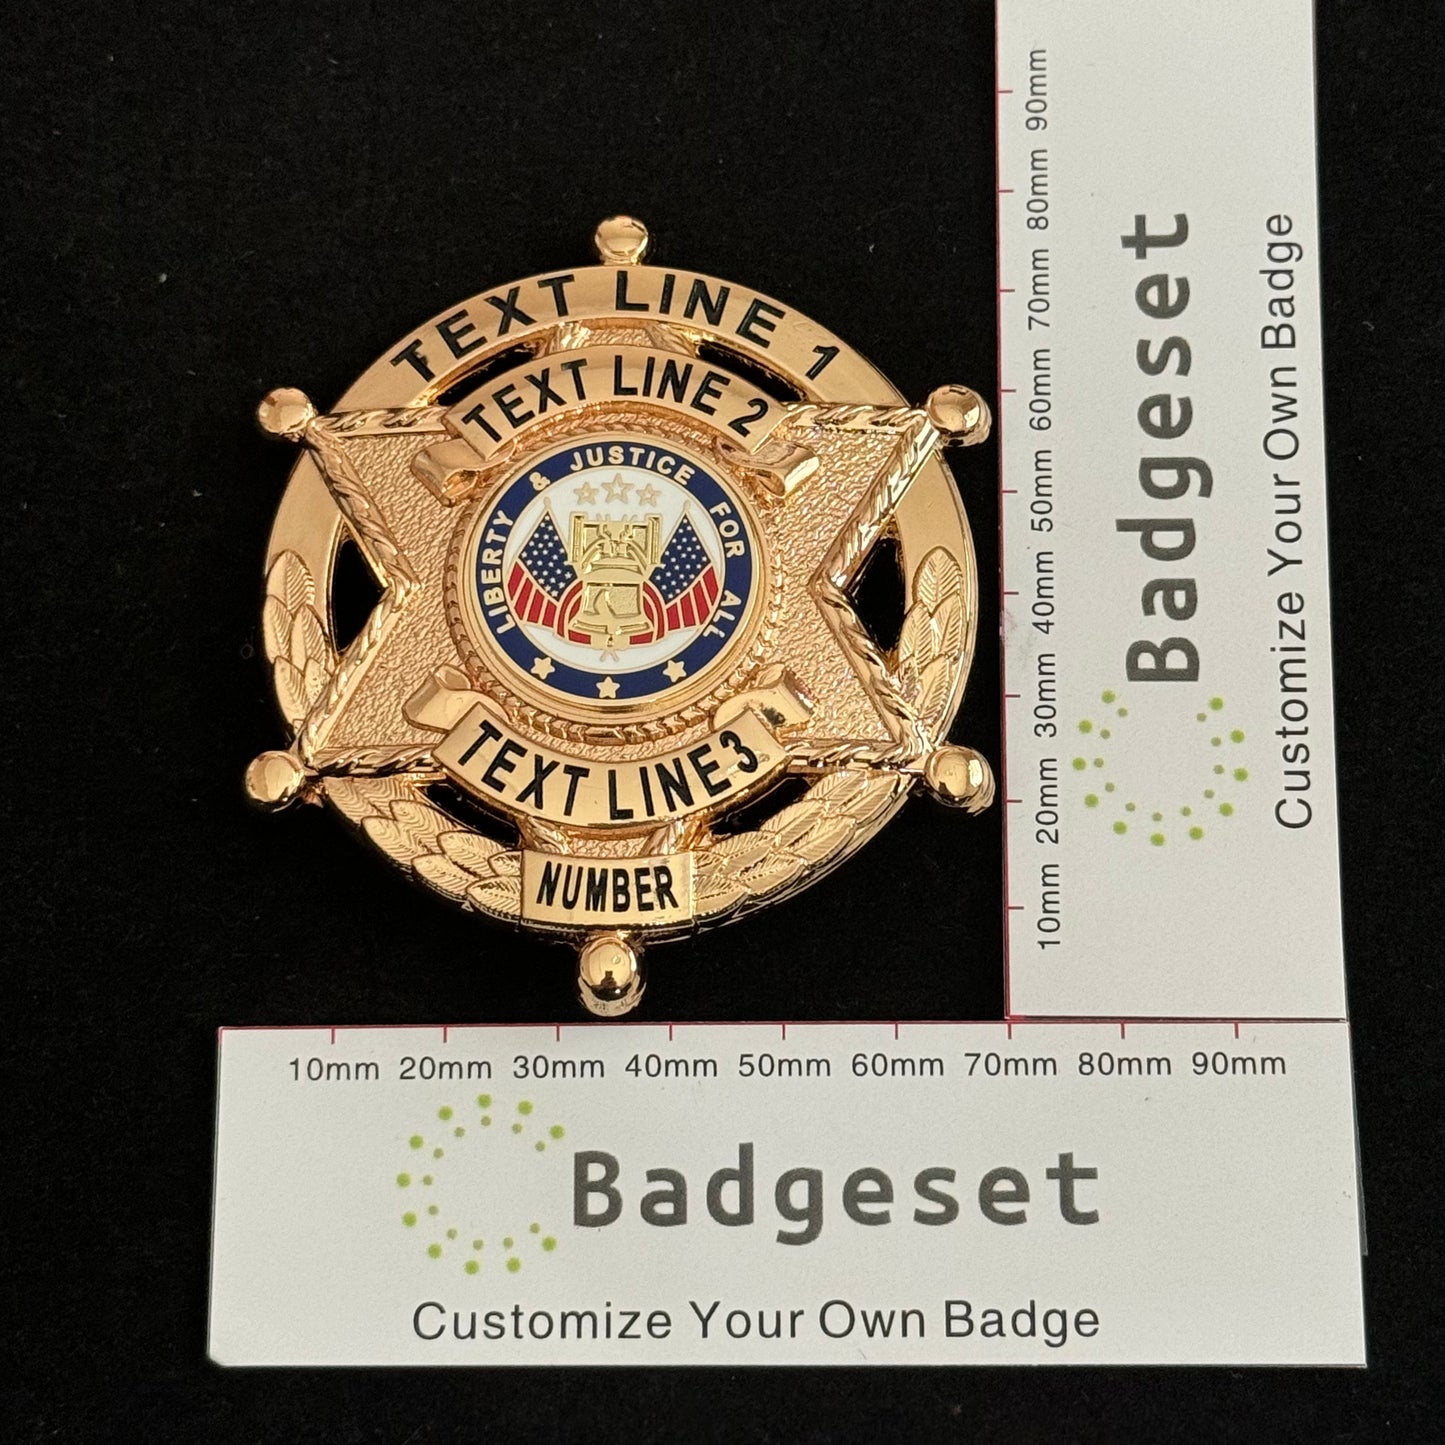 TEXT LINE 1
TEXT LINE 2
LIBERTY & JUSTICE FOR ALL
TEXT LINE 3
NUMBER
10mm 20mm 30mm 40mm 50mm 60mm 70mm 80mm 90mm
Badgeset
Customize Your Own Badge
10mm 20mm 30mm 40mm 50mm 60mm 70mm 80mm 90mm
Badgeset
Customize Your Own Badge